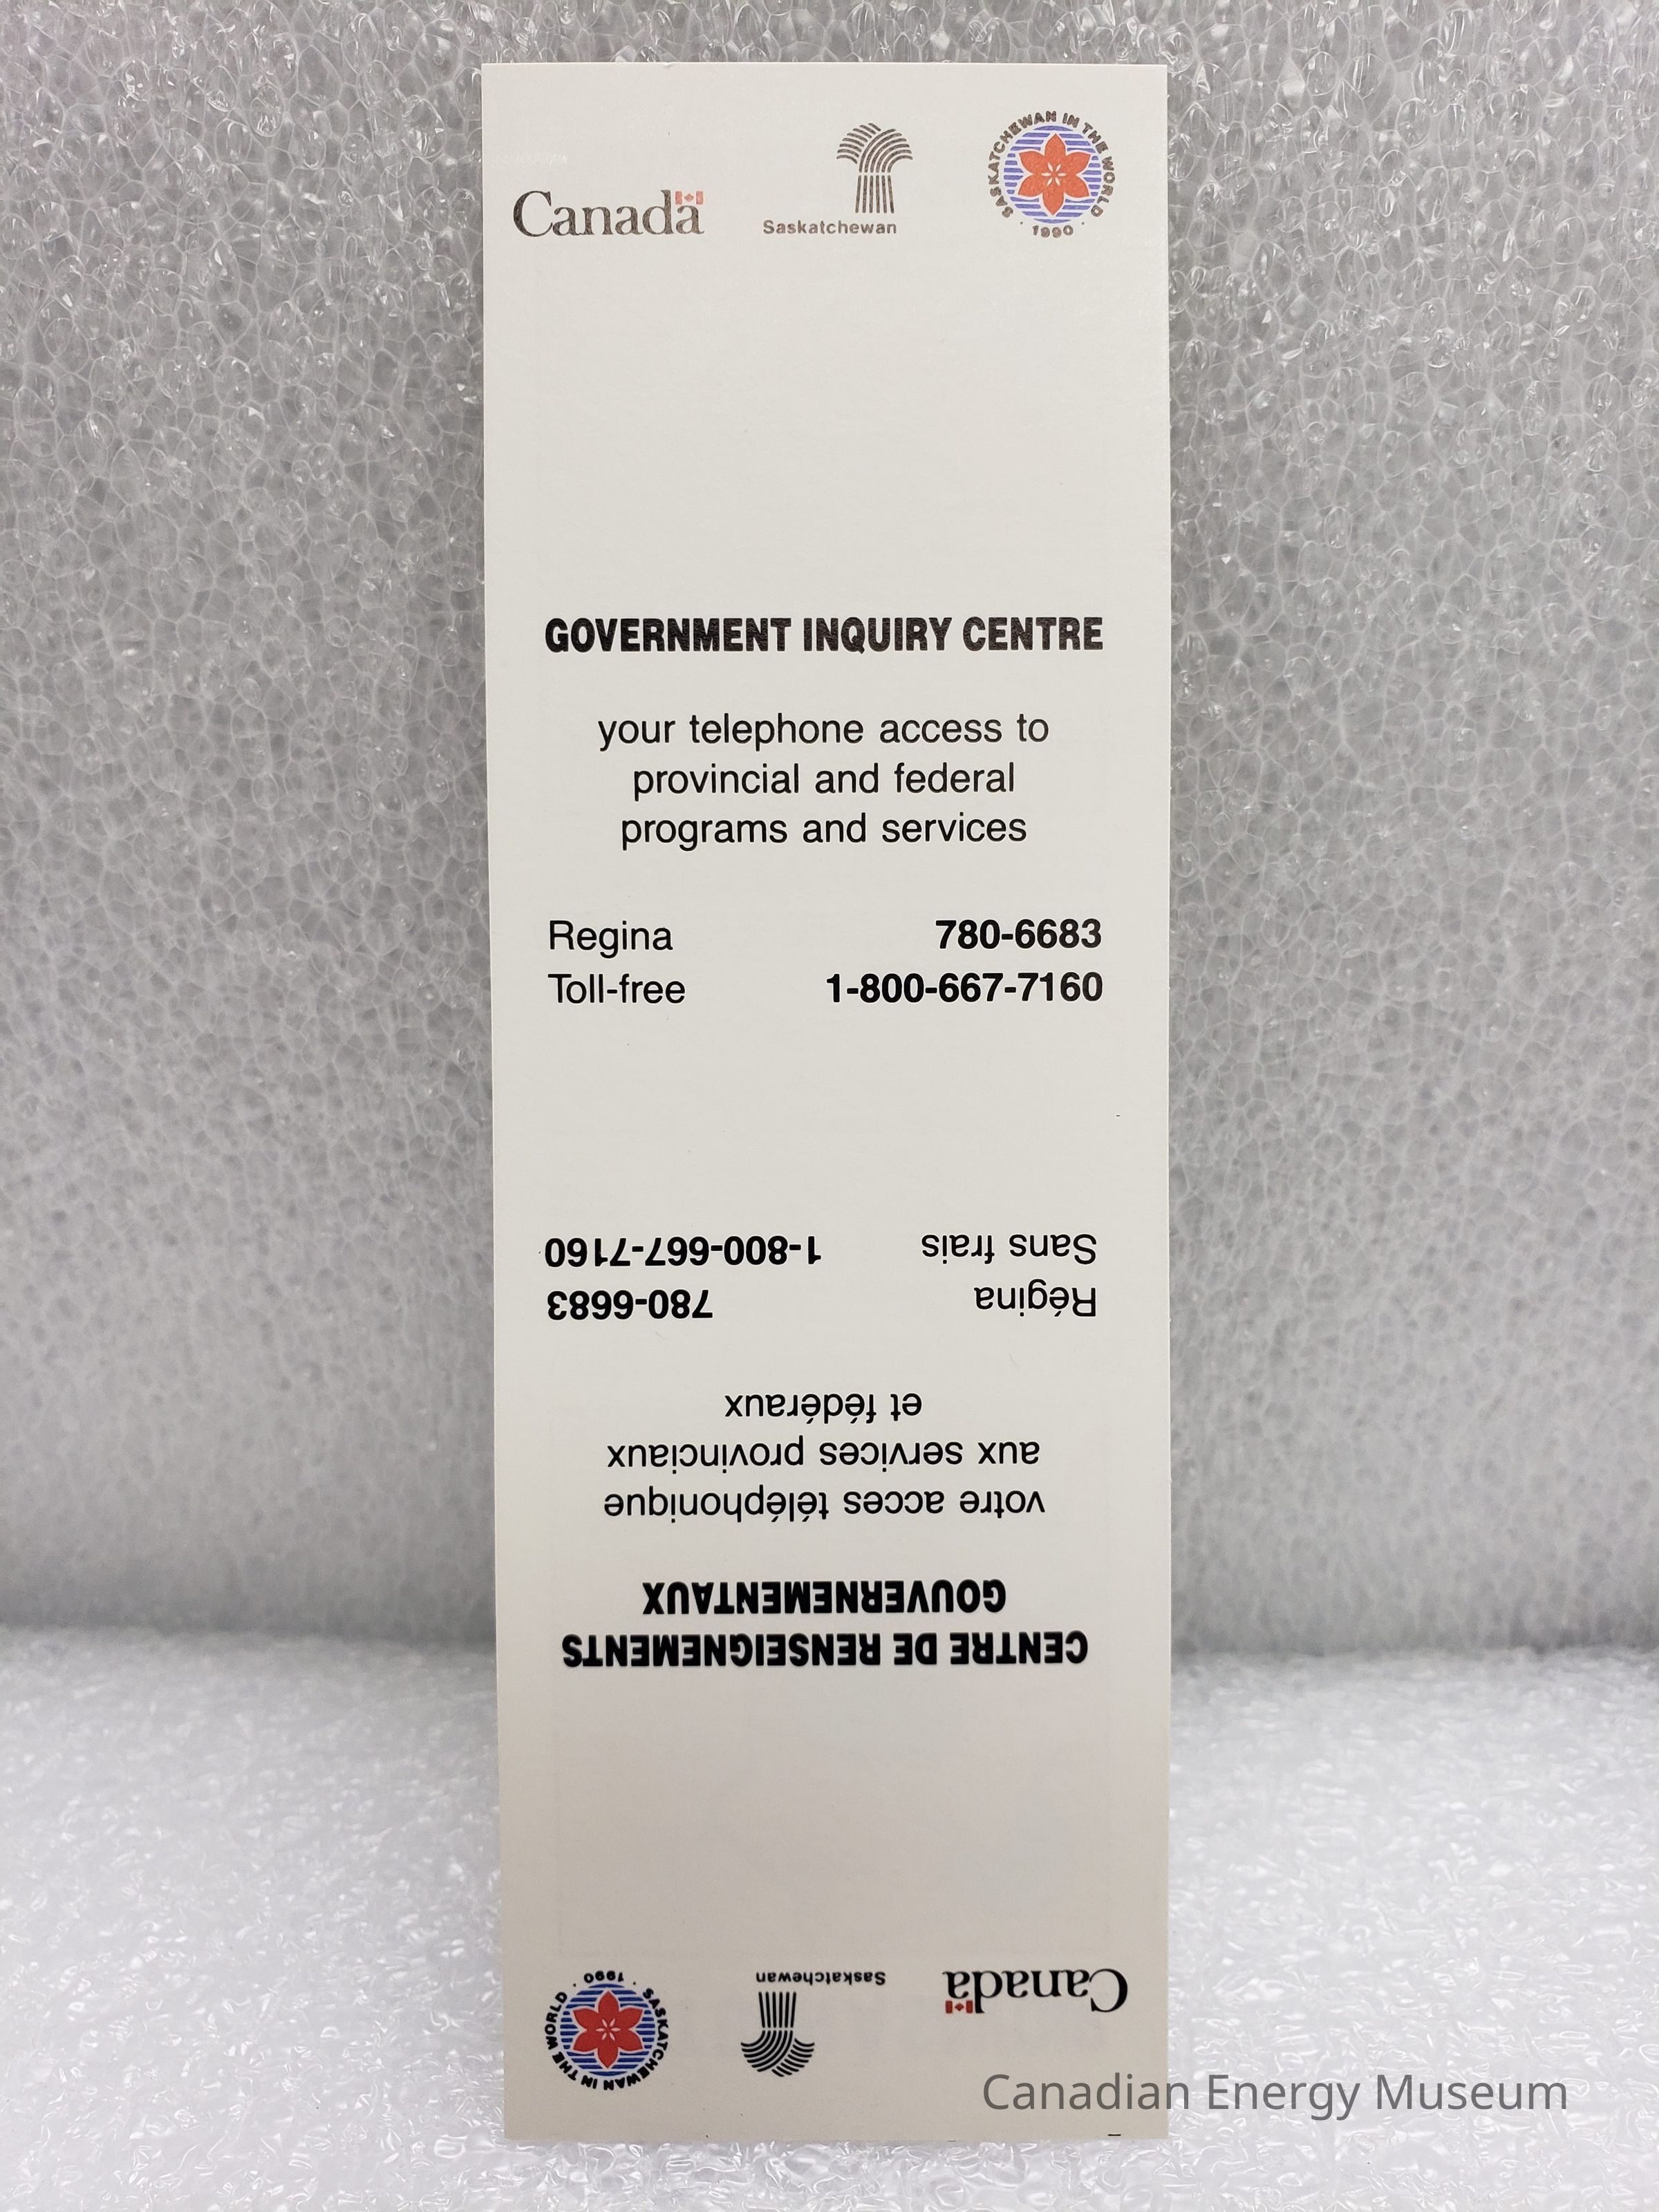 Canada
Saskatchewan
SASKATCHEWAN IN THE WORLD
· 1990 ·
GOVERNMENT INQUIRY CENTRE
your telephone access to
provincial and federal
programs and services
Regina 780-6683
Toll-free 1-800-667-7160
CENTRE DE RENSEIGNEMENTS
GOUVERNEMENTAUX
votre acces téléphonique
aux services provinciaux
et fédéraux
Régina 780-6683
Sans frais 1-800-667-7160
Canada
Saskatchewan
SASKATCHEWAN IN THE WORLD
· 1990 ·
Canadian Energy Museum